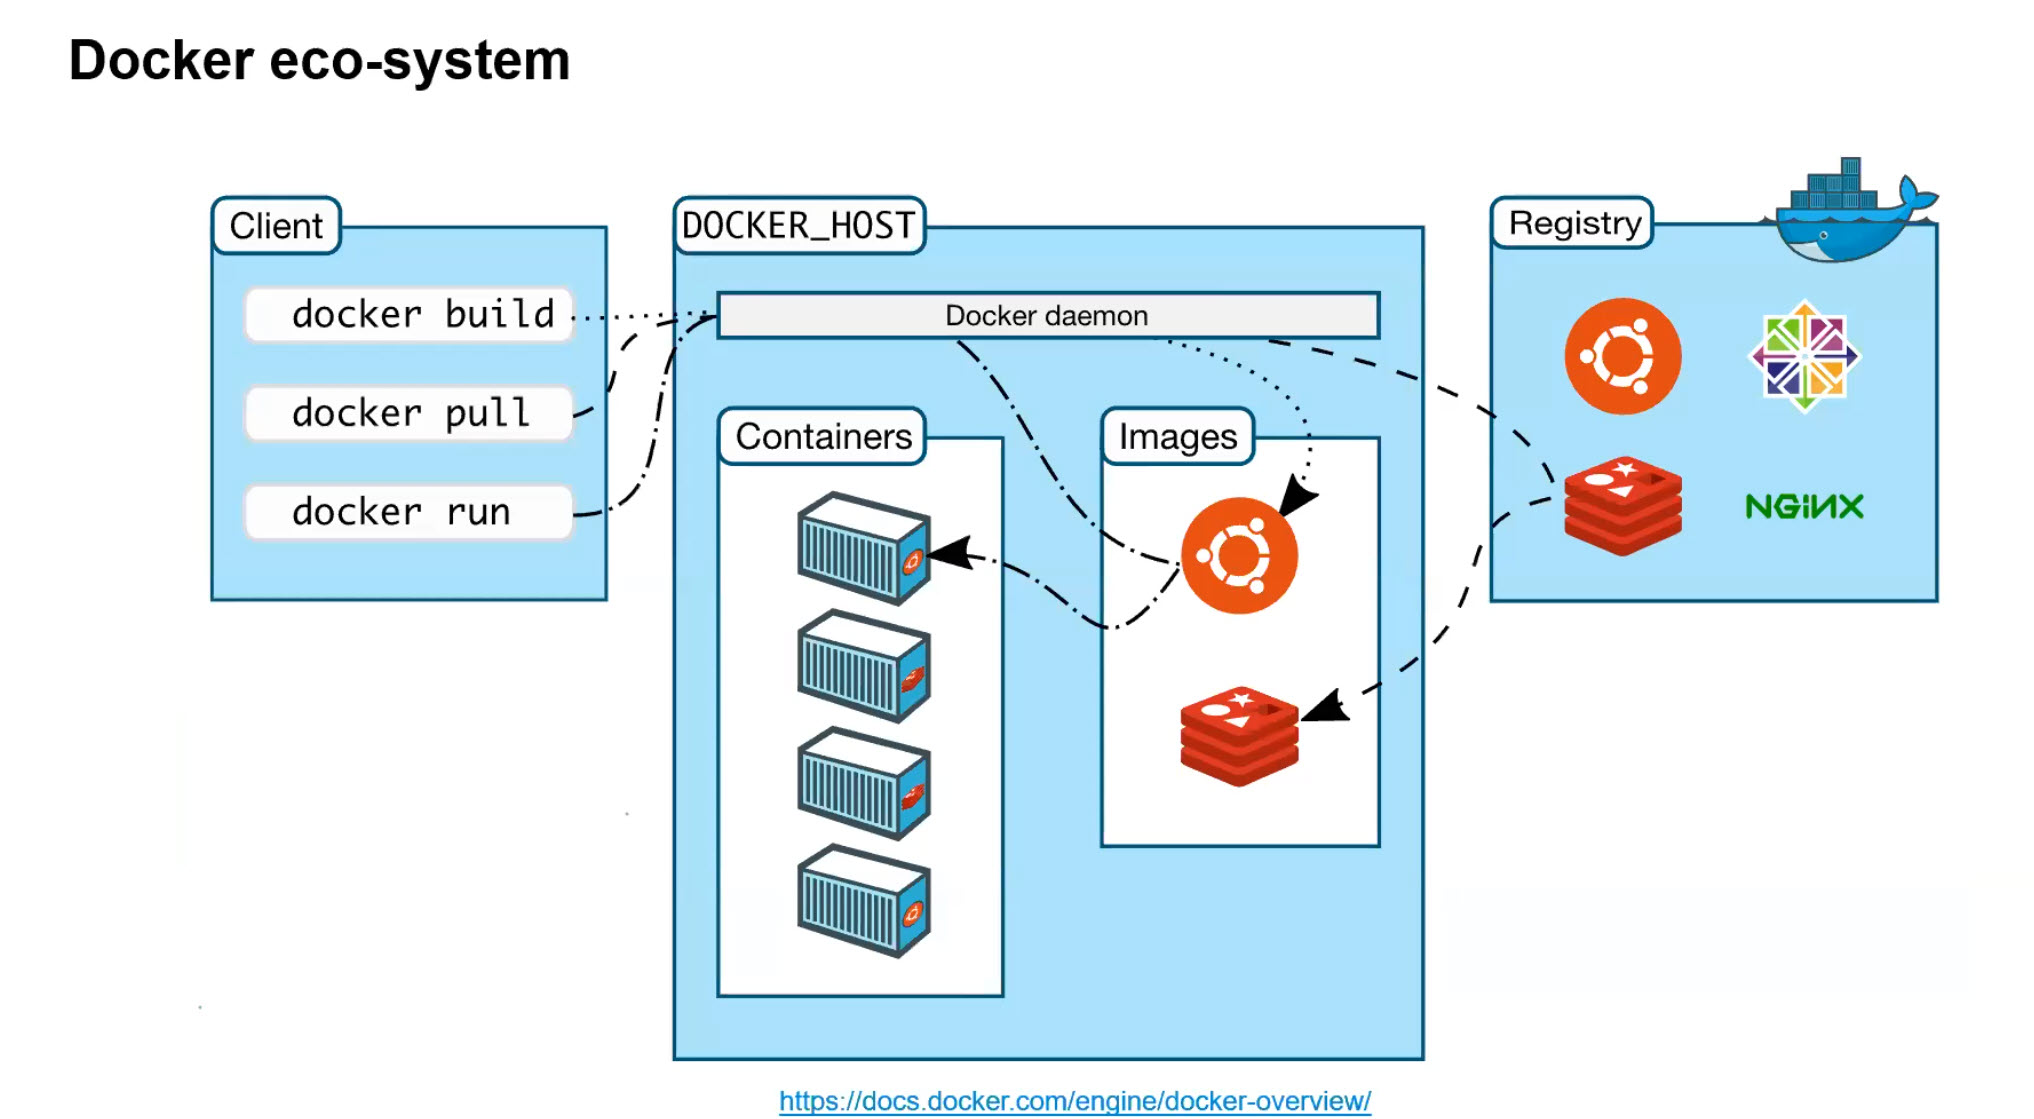 Docker eco-system
Client
docker build
docker pull
docker run
DOCKER_HOST
Docker daemon
Containers
Images
Registry
NGiNX
https://docs.docker.com/engine/docker-overview/